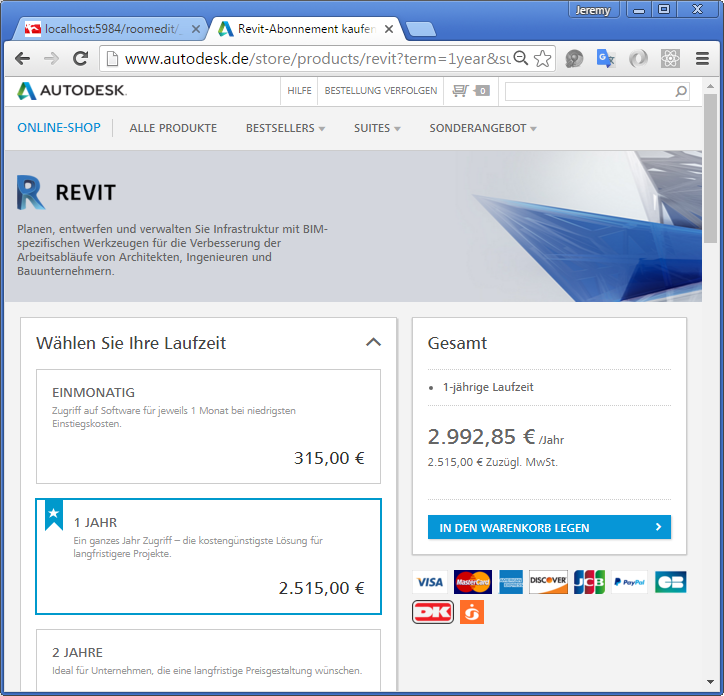 Jeremy
localhost:5984/roomedit/_
Revit-Abonnement kaufen
www.autodesk.de/store/products/revit?term=1year&su
AUTODESK.
HILFE
BESTELLUNG VERFOLGEN
0
ONLINE-SHOP
ALLE PRODUKTE
BESTSELLERS
SUITES
SONDERANGEBOT
R REVIT
Planen, entwerfen und verwalten Sie Infrastruktur mit BIM-
spezifischen Werkzeugen für die Verbesserung der
Arbeitsabläufe von Architekten, Ingenieuren und
Bauunternehmern.
Wählen Sie Ihre Laufzeit
EINMONATIG
Zugriff auf Software für jeweils 1 Monat bei niedrigsten
Einstiegskosten.
315,00 €
1 JAHR
Ein ganzes Jahr Zugriff – die kostengünstigste Lösung für
langfristigere Projekte.
2.515,00 €
2 JAHRE
Ideal für Unternehmen, die eine langfristige Preisgestaltung wünschen.
Gesamt
• 1-jährige Laufzeit
2.992,85 € /Jahr
2.515,00 € Zuzügl. MwSt.
IN DEN WARENKORB LEGEN
VISA
MasterCard
AMERICAN EXPRESS
DISCOVER
JCB
PayPal
CB
DK